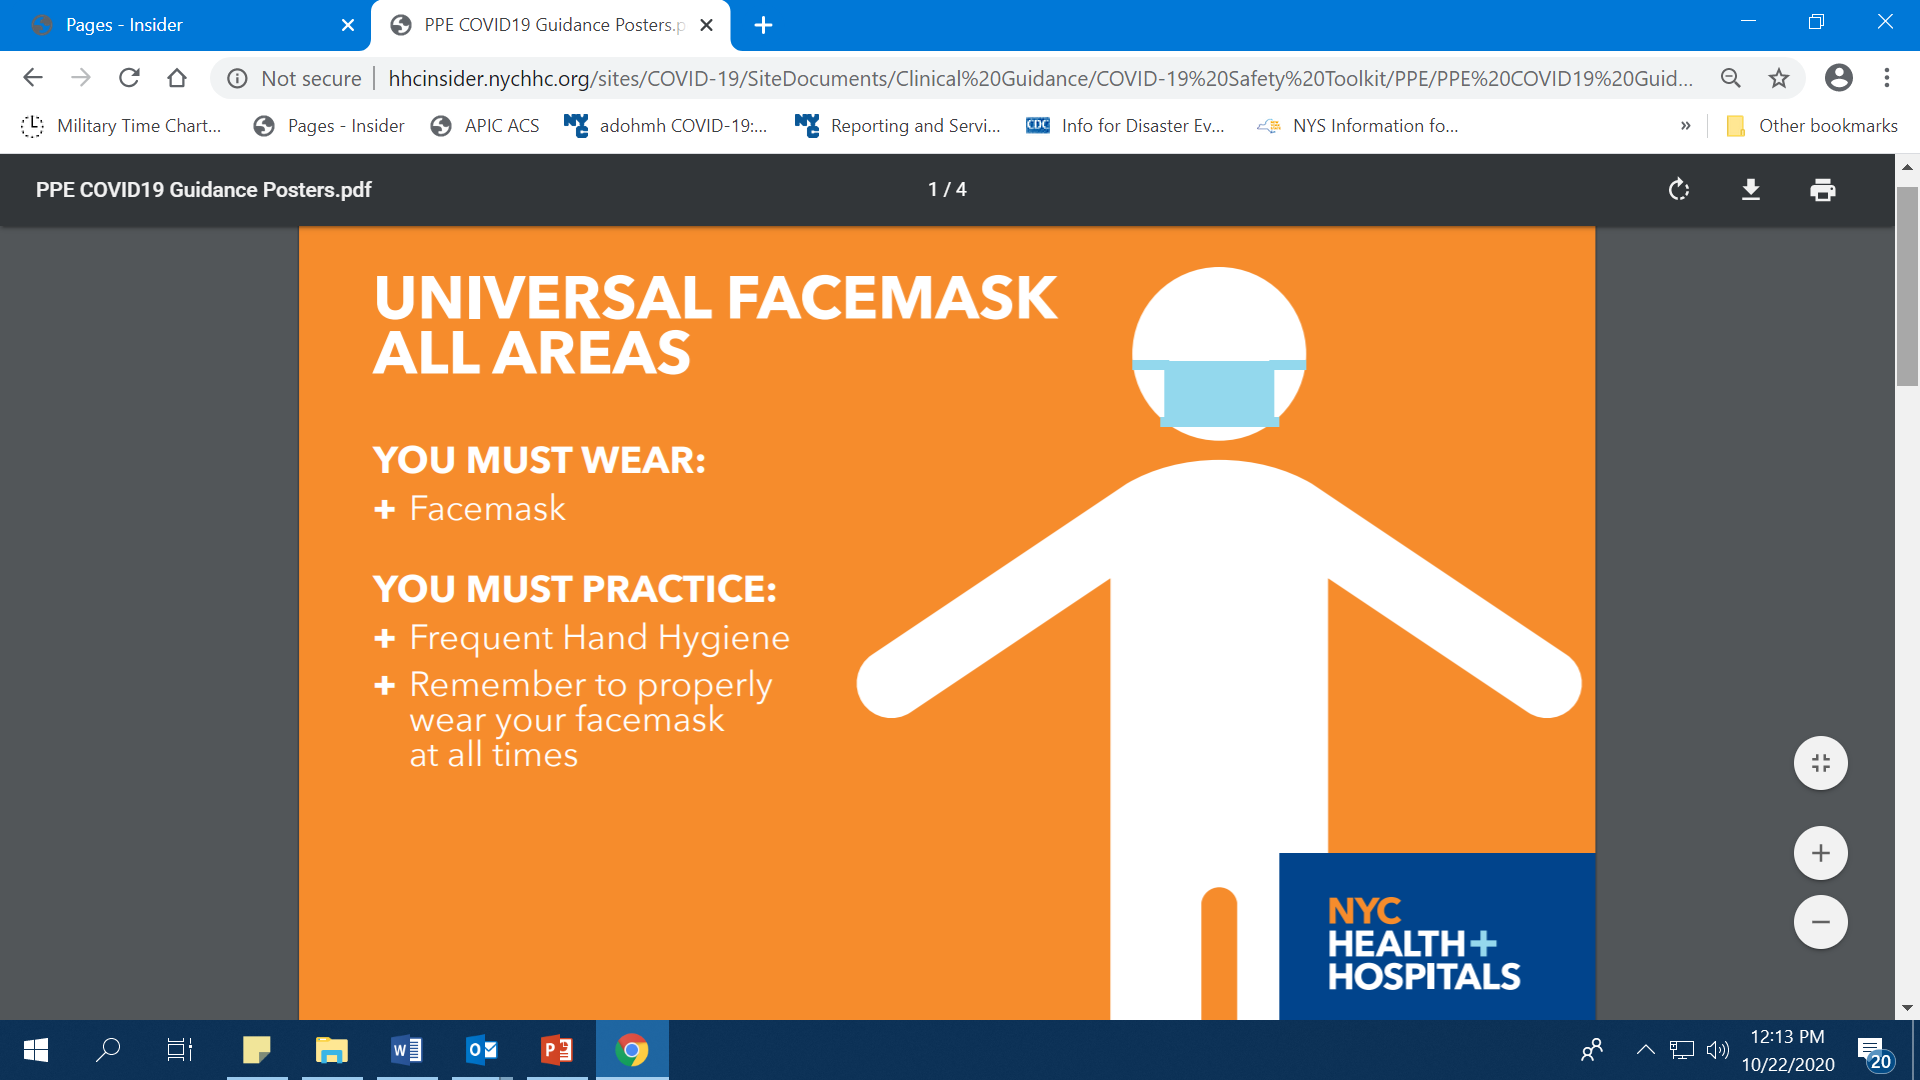 Pages - Insider
PPE COVID19 Guidance Posters.p
Not secure
hhcinsider.nychhc.org/sites/COVID-19/SiteDocuments/Clinical%20Guidance/COVID-19%20Safety%20Toolkit/PPE/PPE%20COVID19%20Guid...
Military Time Chart...
Pages - Insider
APIC ACS
NYC
adohmh COVID-19:...
NYC
Reporting and Servi...
CDC
Info for Disaster Ev...
NYS Information fo...
»
Other bookmarks
PPE COVID19 Guidance Posters.pdf
1 / 4
UNIVERSAL FACEMASK
ALL AREAS
YOU MUST WEAR:
+ Facemask
YOU MUST PRACTICE:
+ Frequent Hand Hygiene
+ Remember to properly
wear your facemask
at all times
NYC
HEALTH+
HOSPITALS
12:13 PM
10/22/2020
20